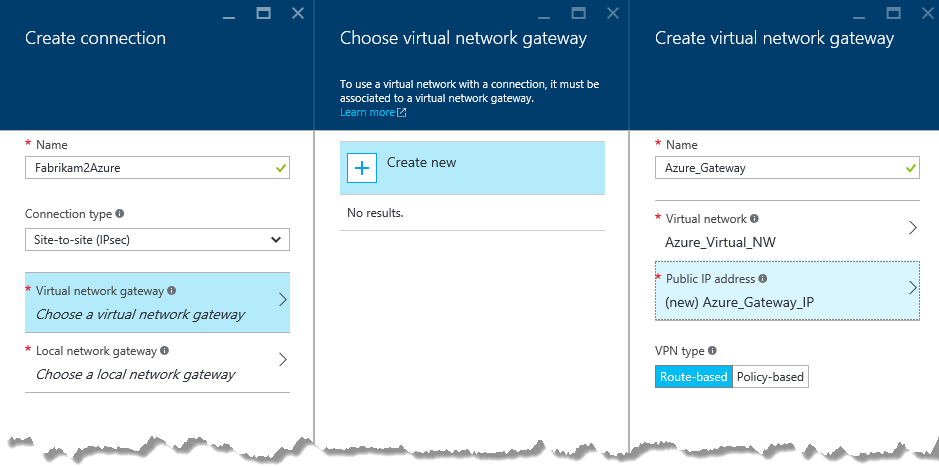 Create connection
* Name
Fabrikam2Azure
Connection type
Site-to-site (IPsec)
* Virtual network gateway
Choose a virtual network gateway
* Local network gateway
Choose a local network gateway
Choose virtual network gateway
To use a virtual network with a connection, it must be
associated to a virtual network gateway.
Learn more
Create new
No results.
Create virtual network gateway
* Name
Azure_Gateway
* Virtual network
Azure_Virtual_NW
* Public IP address
(new) Azure_Gateway_IP
VPN type
Route-based Policy-based